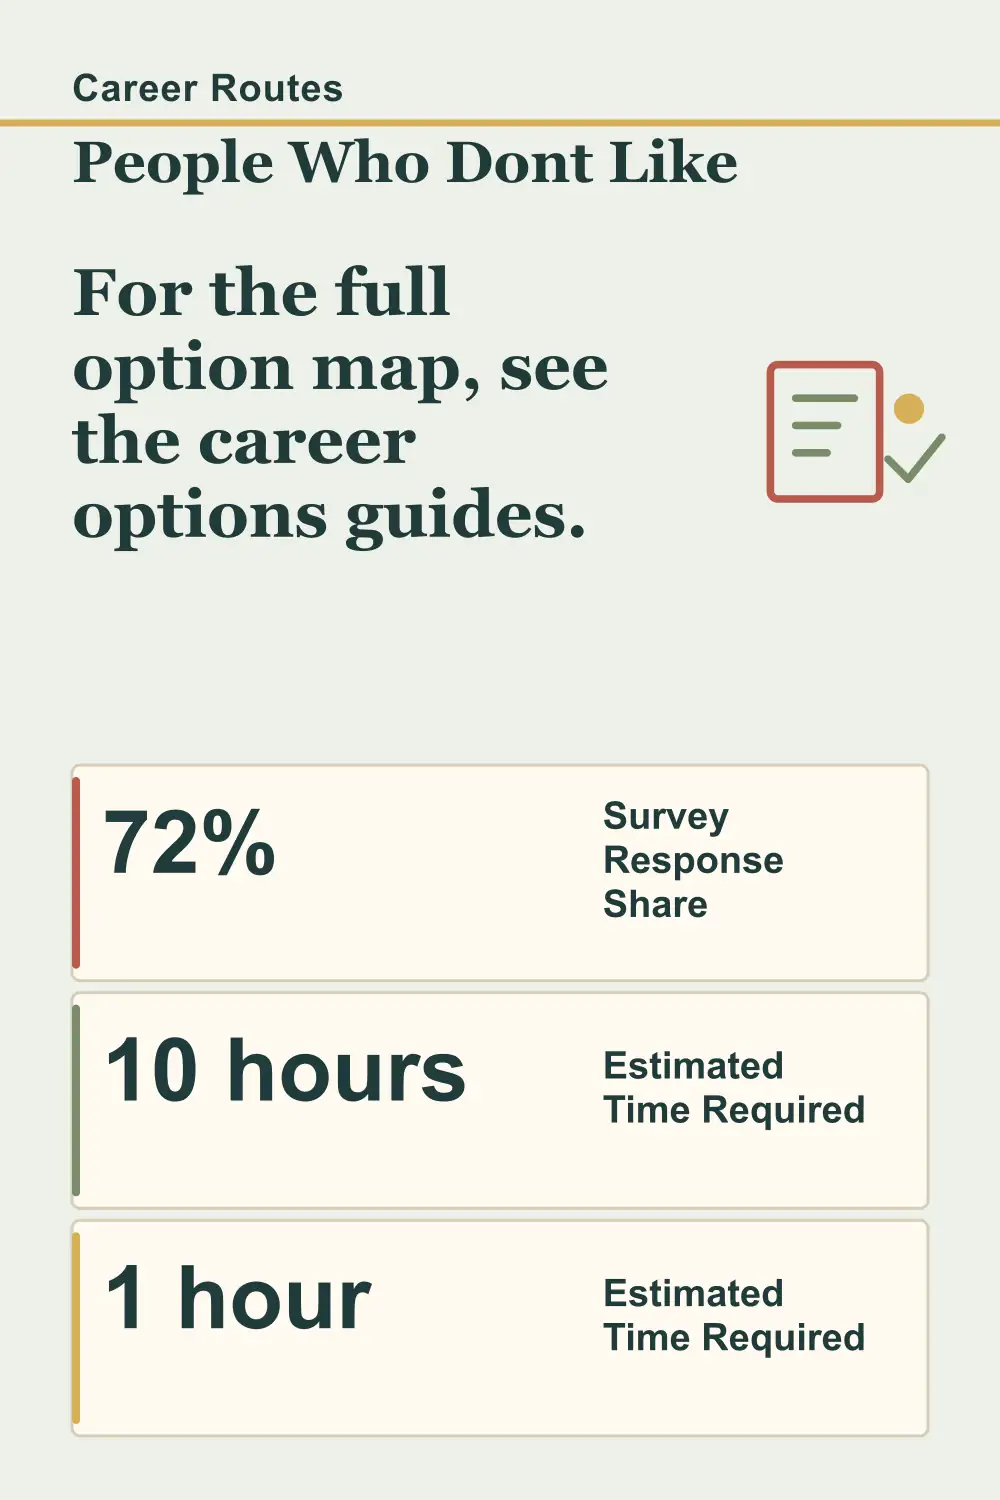 Career Routes
People Who Dont Like
For the full
option map, see
the career
options guides.
72%
Survey
Response
Share
10 hours
Estimated
Time Required
1 hour
Estimated
Time Required